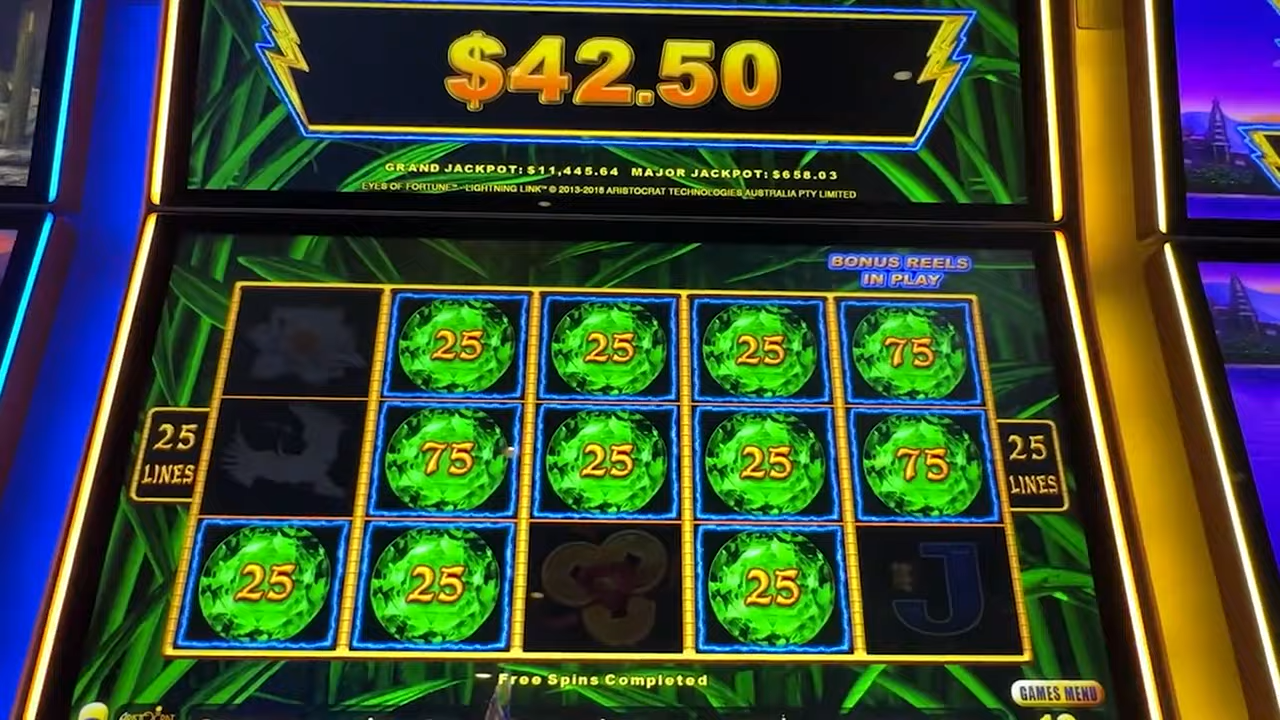 $42.50
GRAND JACKPOT: $11,445.64 MAJOR JACKPOT: $658.03
EYES OF FORTUNE™ LIGHTNING LINK™ © 2013-2018 ARISTOCRAT TECHNOLOGIES AUSTRALIA PTY LIMITED
BONUS REELS
IN PLAY
25 25 25 75
75 25 25 75
25
LINES
25
LINES
25 25 25
J
Free Spins Completed
GAMES MENU